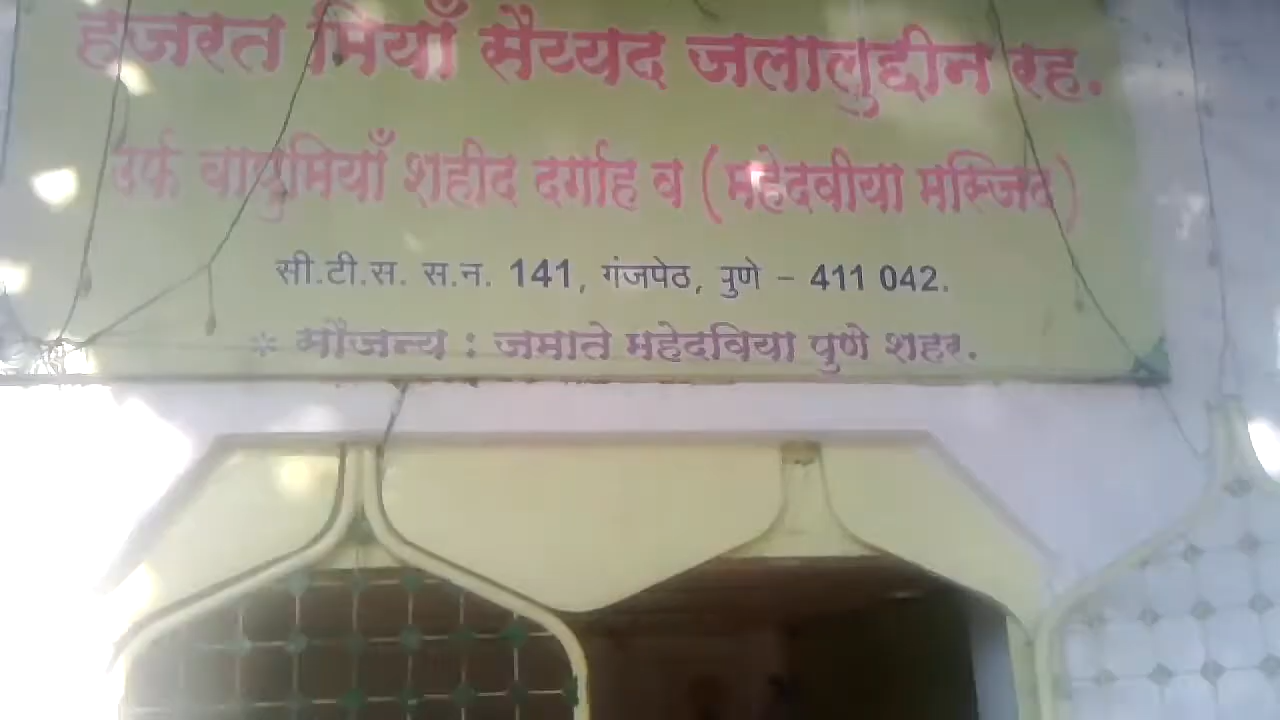 हजरत मियाँ सैय्यद जलालुद्दीन रह.
उर्फ बापुमियाँ शहीद दर्गाह व (महेदवीया मस्जिद)
सी.टी.स. स.न. 141, गंजपेठ, पुणे - 411 042.
* सौजन्य : जमाते महेदविया पुणे शहर.